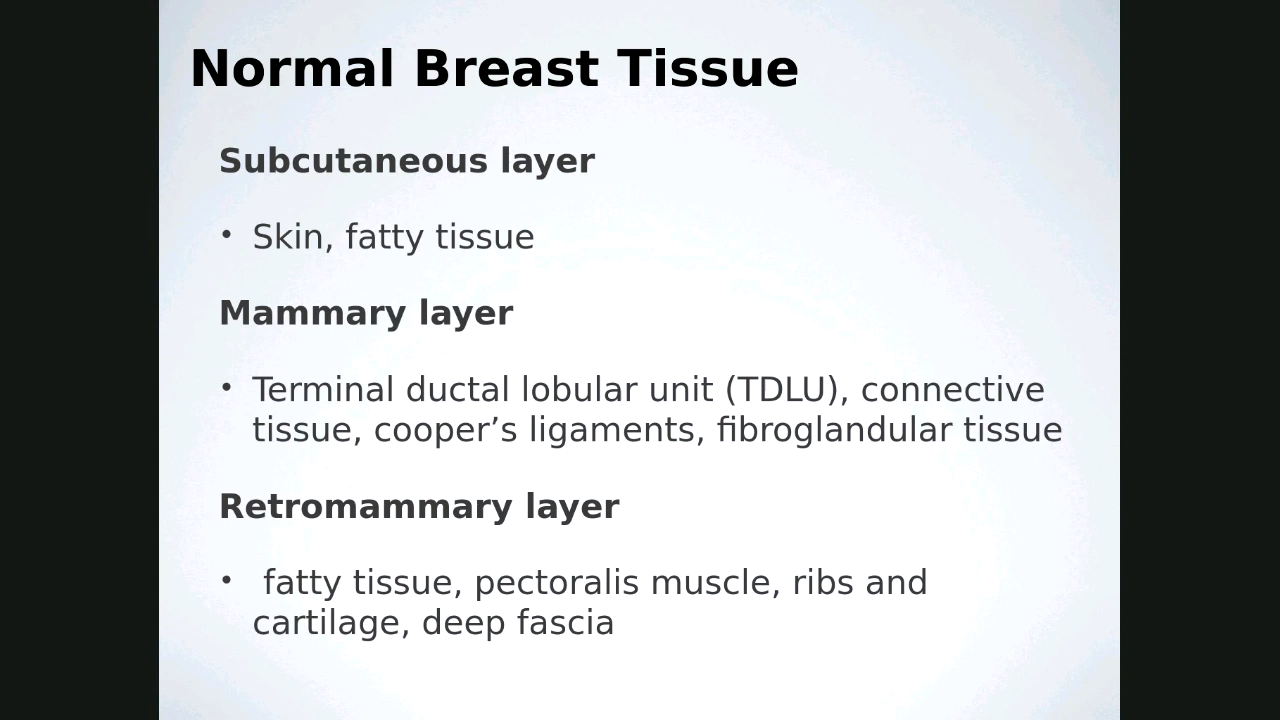 Normal Breast Tissue
Subcutaneous layer
• Skin, fatty tissue
Mammary layer
• Terminal ductal lobular unit (TDLU), connective
tissue, cooper’s ligaments, fibroglandular tissue
Retromammary layer
• fatty tissue, pectoralis muscle, ribs and
cartilage, deep fascia